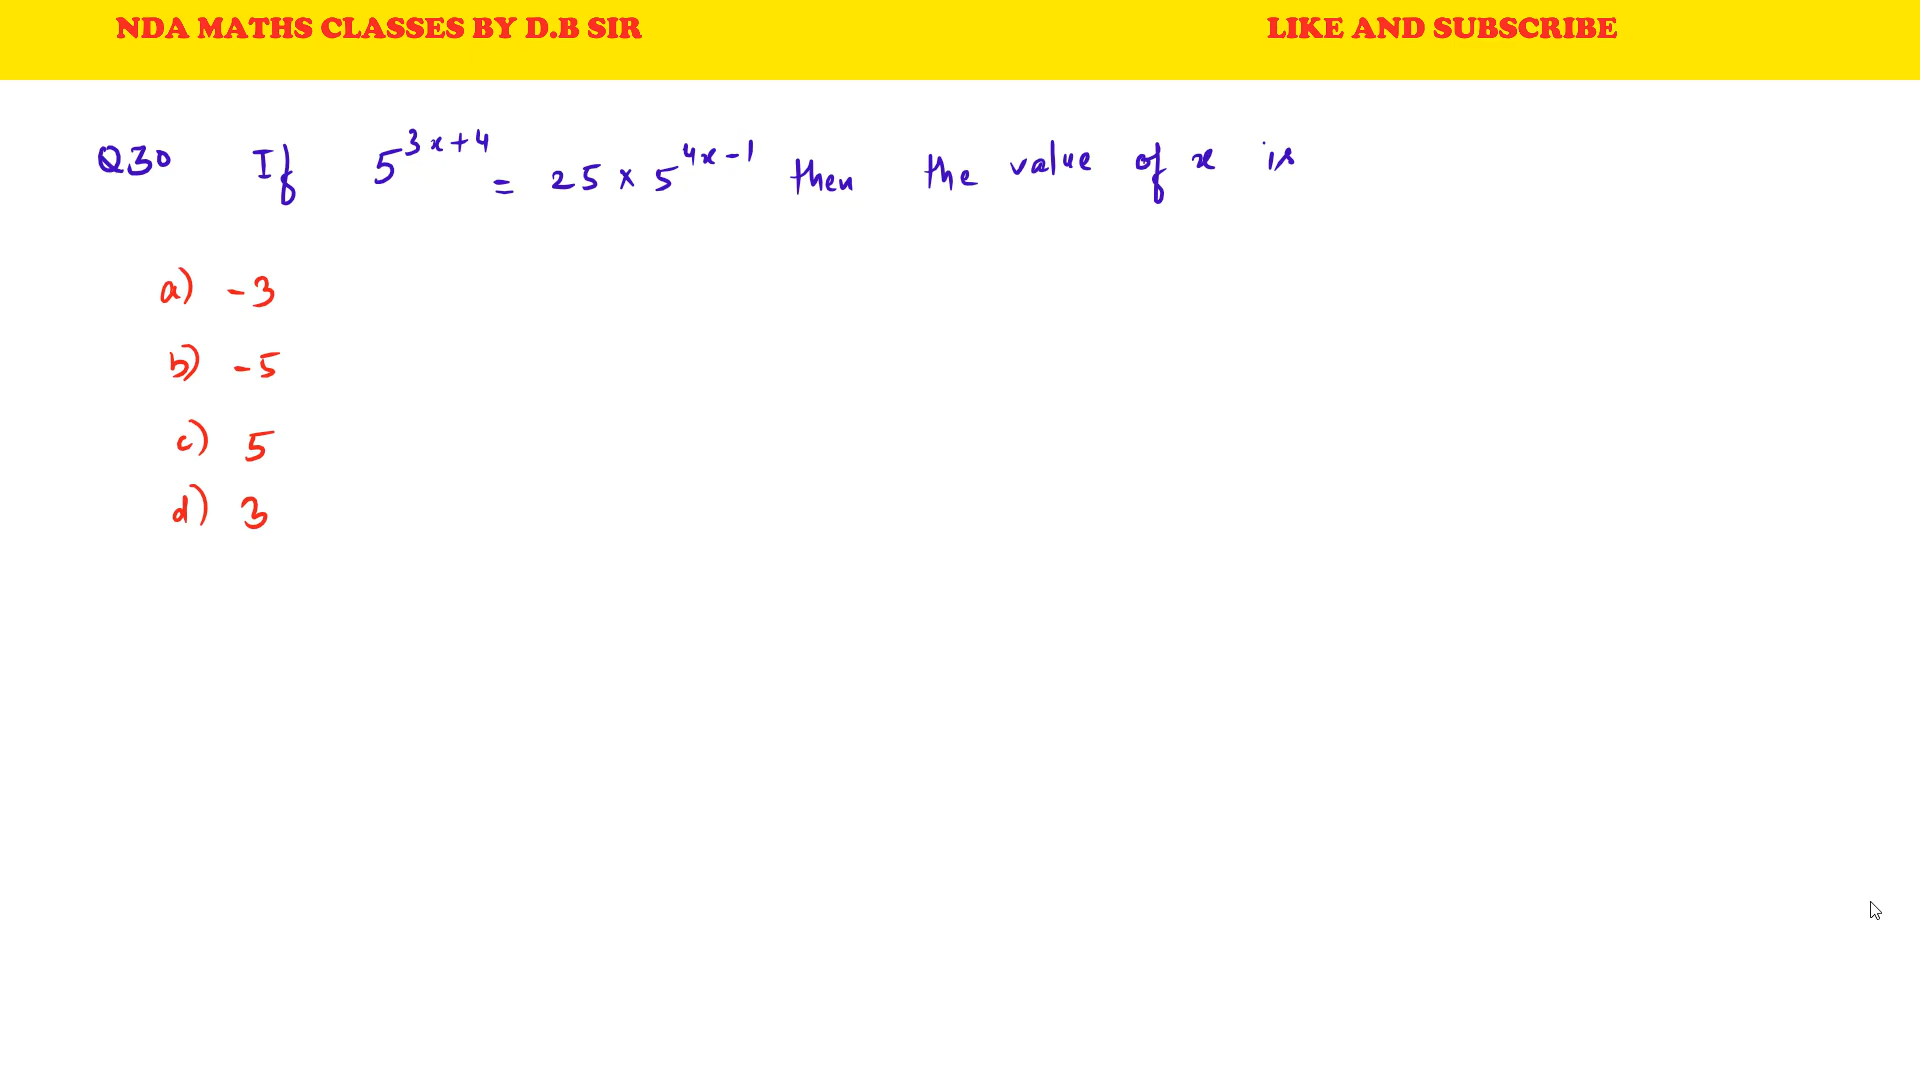 NDA MATHS CLASSES BY D.B SIR LIKE AND SUBSCRIBE
Q30 If 5^{3x+4} = 25 × 5^{4x-1} then the value of x is
a) -3
b) -5
c) 5
d) 3